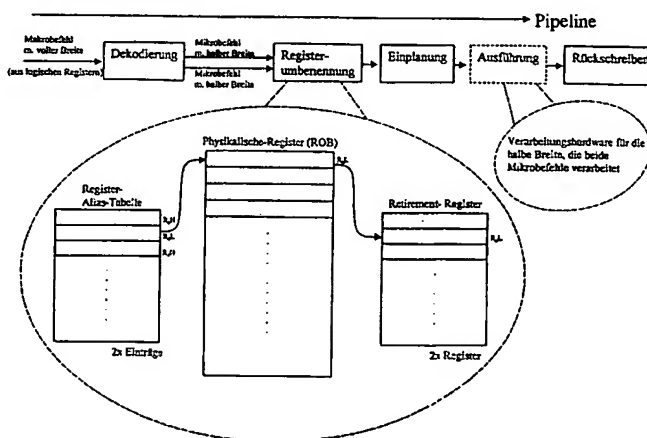 Pipeline
Mikrobefehl
m. voller Breite
(aus logischen Registern)
Dekodierung
Mikrobefehl
m. halber Breite
Mikrobefehl
m. halber Breite
Register-
umbenennung
Einplanung
Ausführung
Rückschreiben
Verarbeitungshardware für die
halbe Breite, die beide
Mikrobefehle verarbeitet
Physikalische-Register (ROB)
Register-
Alias-Tabelle
Retirement- Register
2x Einträge
2x Register